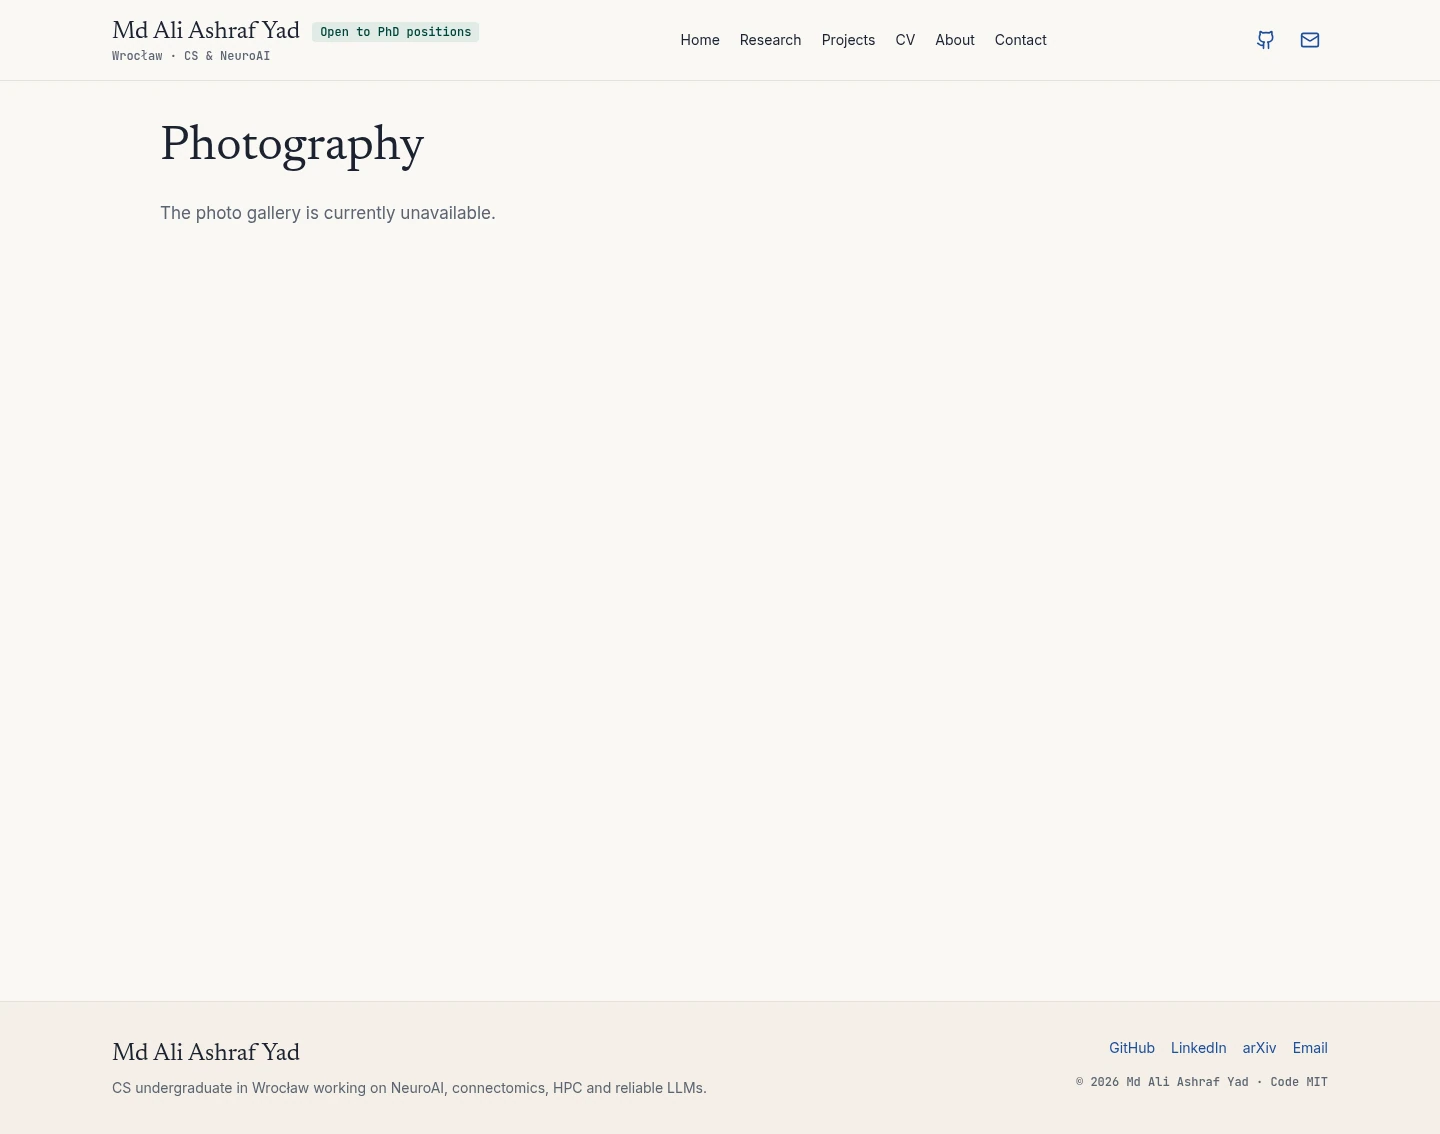 Md Ali Ashraf Yad
Open to PhD positions
Wrocław · CS & NeuroAI
Home
Research
Projects
CV
About
Contact
Photography
The photo gallery is currently unavailable.
Md Ali Ashraf Yad
CS undergraduate in Wrocław working on NeuroAI, connectomics, HPC and reliable LLMs.
GitHub
LinkedIn
arXiv
Email
© 2026 Md Ali Ashraf Yad · Code MIT